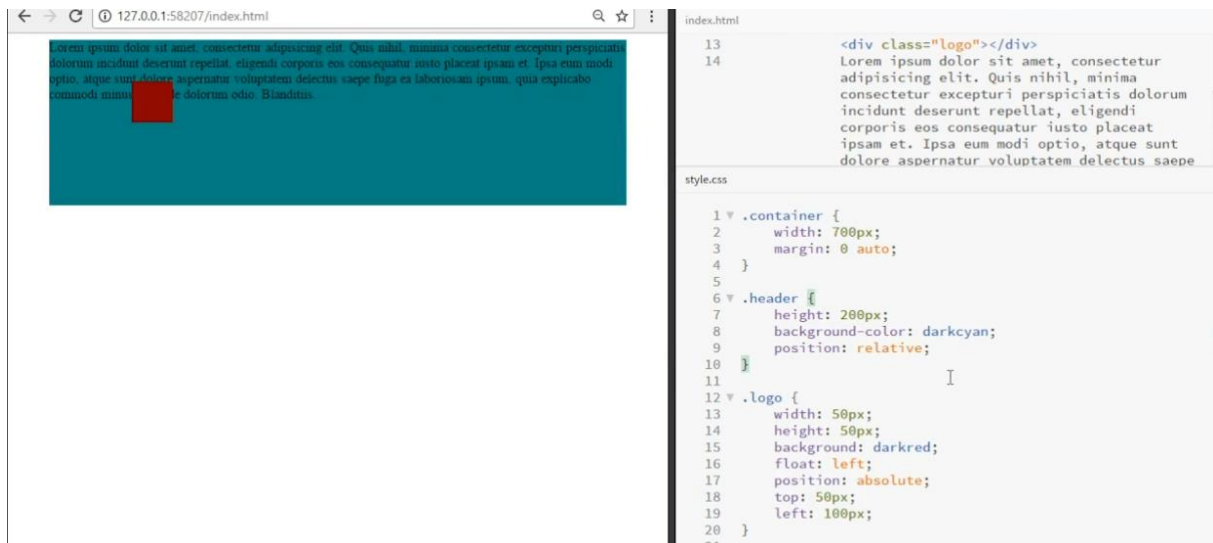 127.0.0.1:58207/index.html
Lorem ipsum dolor sit amet, consectetur adipisicing elit. Quis nihil, minima consectetur excepturi perspiciatis
dolorum incidunt deserunt repellat, eligendi corporis eos consequatur iusto placeat ipsam et. Ipsa eum modi
optio, atque sunt dolore aspernatur voluptatem delectus saepe fuga ea laboriosam ipsum, quia explicabo
commodi minus dolorum odio. Blanditiis.
index.html
13 <div class="logo"></div>
14 Lorem ipsum dolor sit amet, consectetur
adipisicing elit. Quis nihil, minima
consectetur excepturi perspiciatis dolorum
incidunt deserunt repellat, eligendi
corporis eos consequatur iusto placeat
ipsam et. Ipsa eum modi optio, atque sunt
dolore aspernatur voluptatem delectus saepe
style.css
1 .container {
2 width: 700px;
3 margin: 0 auto;
4 }
5
6 .header {
7 height: 200px;
8 background-color: darkcyan;
9 position: relative;
10 }
11
12 .logo {
13 width: 50px;
14 height: 50px;
15 background: darkred;
16 float: left;
17 position: absolute;
18 top: 50px;
19 left: 100px;
20 }